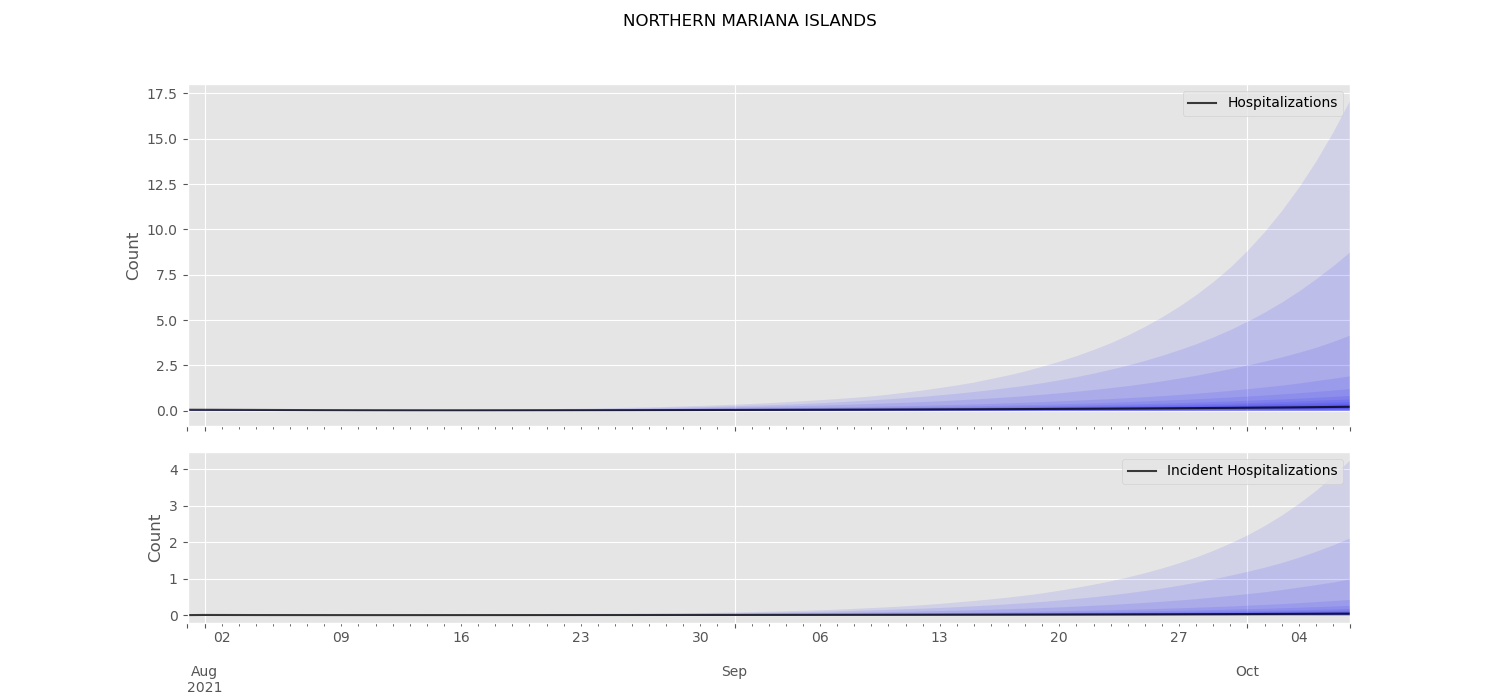 NORTHERN MARIANA ISLANDS
17.5
Hospitalizations
15.0
12.5
10.0
Count
7.5
5.0
2.5
0.0
4
Incident Hospitalizations
3
Count
2
1
0
02 09 16 23 30 06 13 20 27 04
Aug Sep Oct
2021